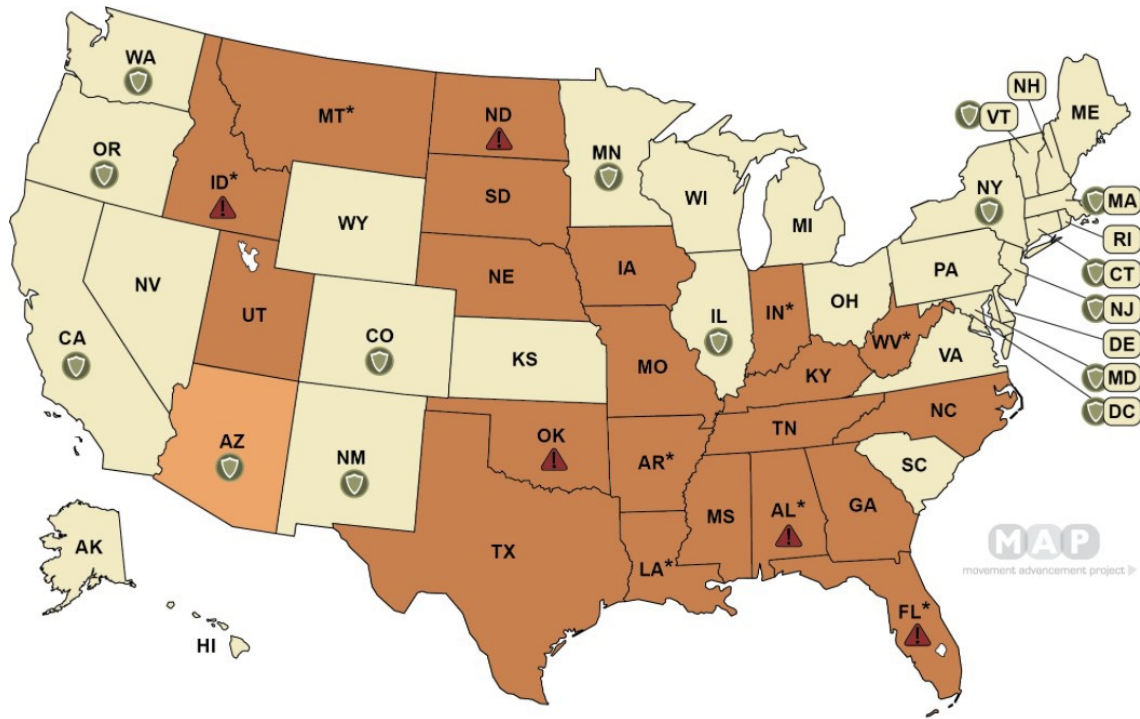 WA
MT*
ND
MN
NH
VT
ME
OR
ID*
SD
WI
NY
MA
WY
MI
RI
NE
IA
PA
CT
NV
UT
CO
IL
IN*
OH
NJ
CA
KS
MO
WV*
VA
DE
KY
MD
NC
DC
AZ
NM
OK
AR*
TN
SC
TX
MS
AL*
GA
AK
LA*
FL*
HI
MAP
movement advancement project